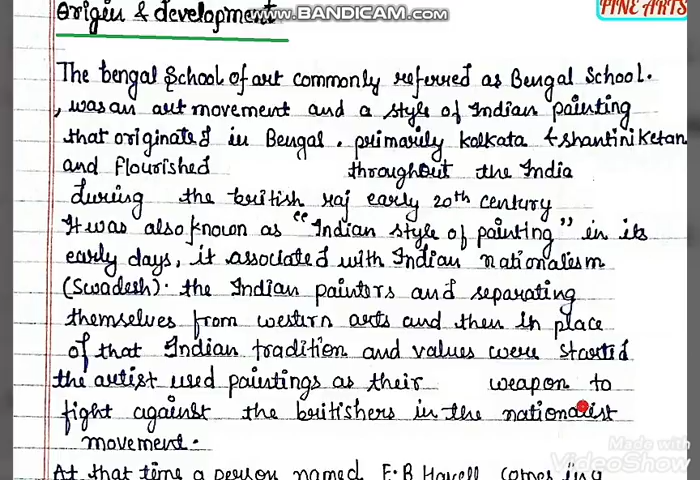 www.BANDICAM.com
FINE ARTS
Origin & development
The bengal School of art commonly referred as Bengal School.
, was an art movement and a style of Indian painting
that originated in Bengal. primarily kolkata & shantiniketan
and flourished throughout the India
during the british raj early 20th century
It was also known as "Indian style of painting" in its
early days, it associated with Indian nationalism
(Swadesh). the Indian painters and separating
themselves from western arts and then in place
of that Indian tradition and values were started
the artist used paintings as their weapon to
fight against the britishers in the nationalist
movement.
At that time a person named E.B Havell comes in
Made with
VideoShow